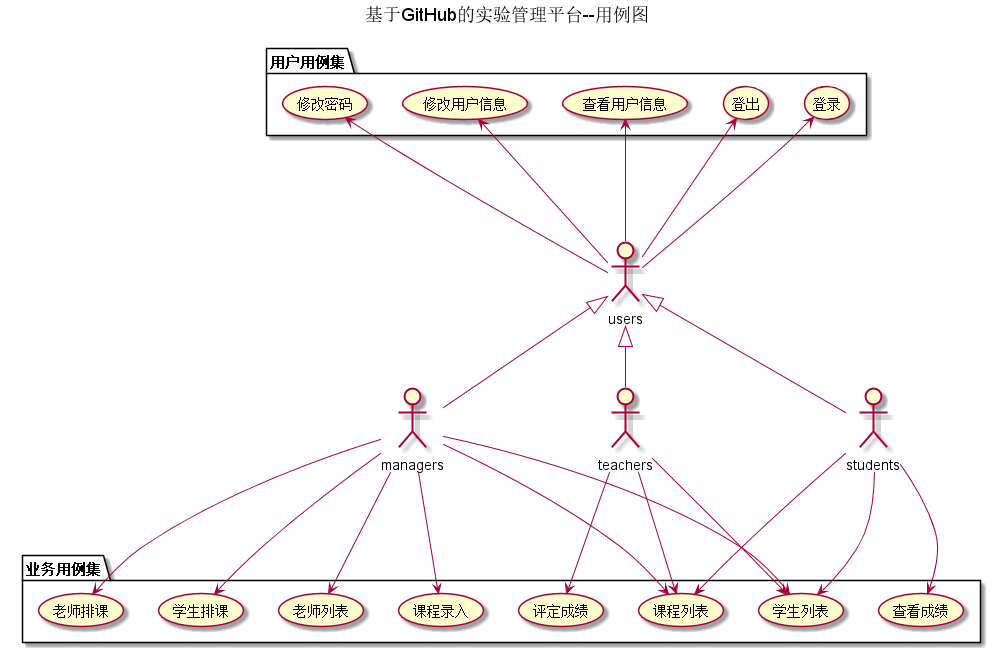 基于GitHub的实验管理平台--用例图
用户用例集
修改密码
修改用户信息
查看用户信息
登出
登录
users
managers
teachers
students
业务用例集
老师排课
学生排课
老师列表
课程录入
评定成绩
课程列表
学生列表
查看成绩